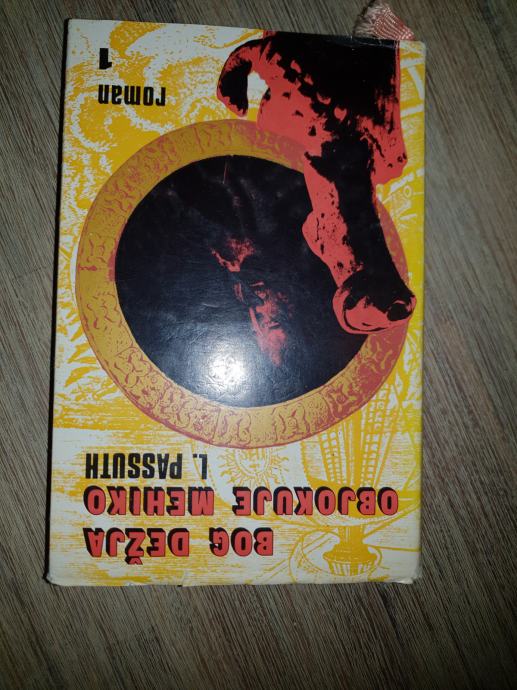 BOG DEŽJA
OBJOKUJE MEHIKO
L. PASSUTH
roman
1